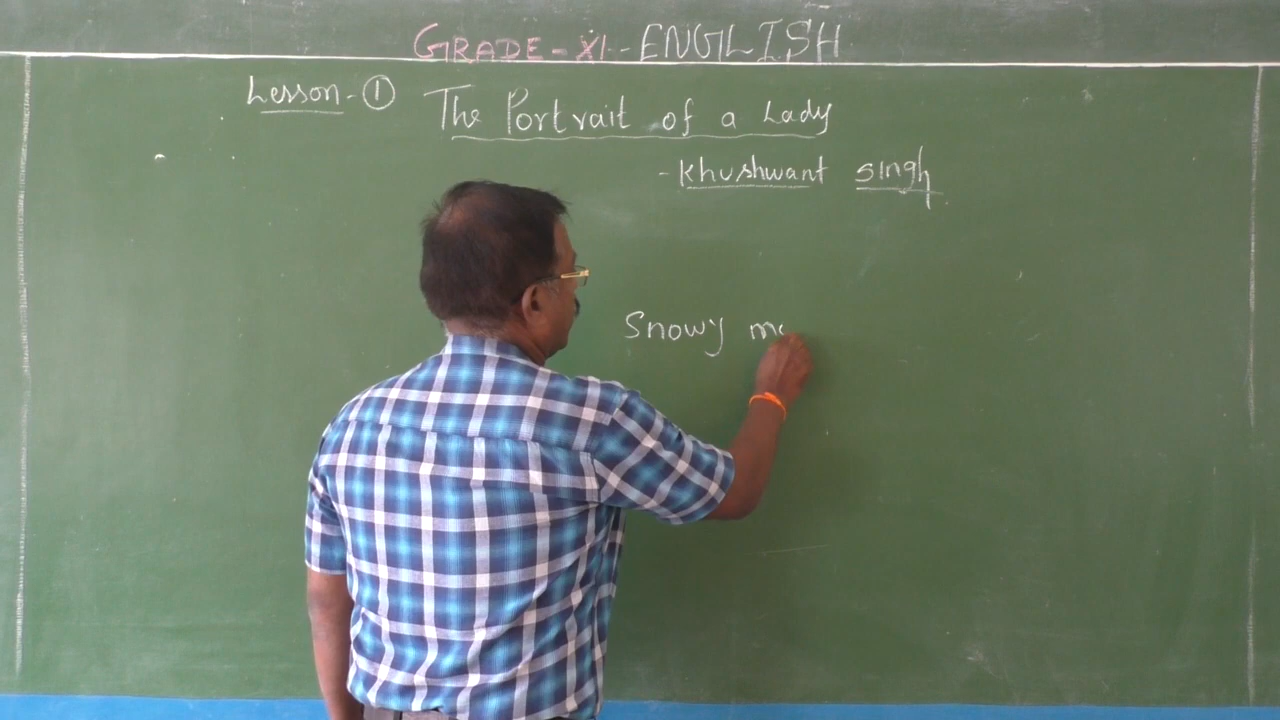 GRADE-XI-ENGLISH
Lesson-① The Portrait of a Lady
-Khushwant Singh
Snowy